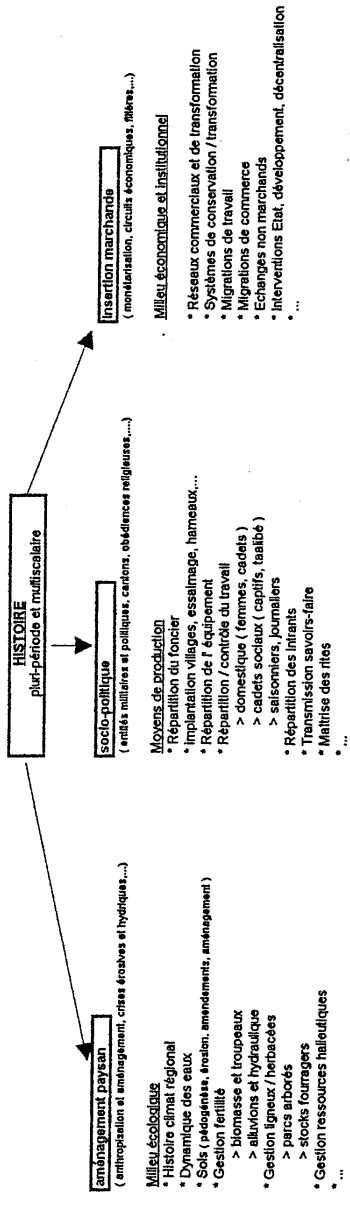 HISTOIRE
pluri-période et multiscalaire
aménagement paysan
( anthropisation et aménagement, crises érosives et hydriques,...)
Milieu écologique
* Histoire climat régional
* Dynamique des eaux
* Sols ( pédogénèse, érosion, amendements, aménagement )
* Gestion fertilité
> biomasse et troupeaux
> alluvions et hydraulique
* Gestion ligneux / herbacées
> parcs arborés
> stocks fourragers
* Gestion ressources halieutiques
* ...
socio-politique
( entités militaires et politiques, cantons, obédiences religieuses,....)
Moyens de production
* Répartition du foncier
* Implantation villages, essaimage, hameaux,...
* Répartition de l'équipement
* Répartition / contrôle du travail
> domestique ( femmes, cadets )
> cadets sociaux ( captifs, taalibé )
> saisonniers, journaliers
* Répartition des intrants
* Transmission savoirs-faire
* Maîtrise des rites
* ...
Insertion marchande
( monétarisation, circuits économiques, filières,...)
Milieu économique et institutionnel
* Réseaux commerciaux et de transformation
* Systèmes de conservation / transformation
* Migrations de travail
* Migrations de commerce
* Echanges non marchands
* Interventions Etat, développement, décentralisation
* ...